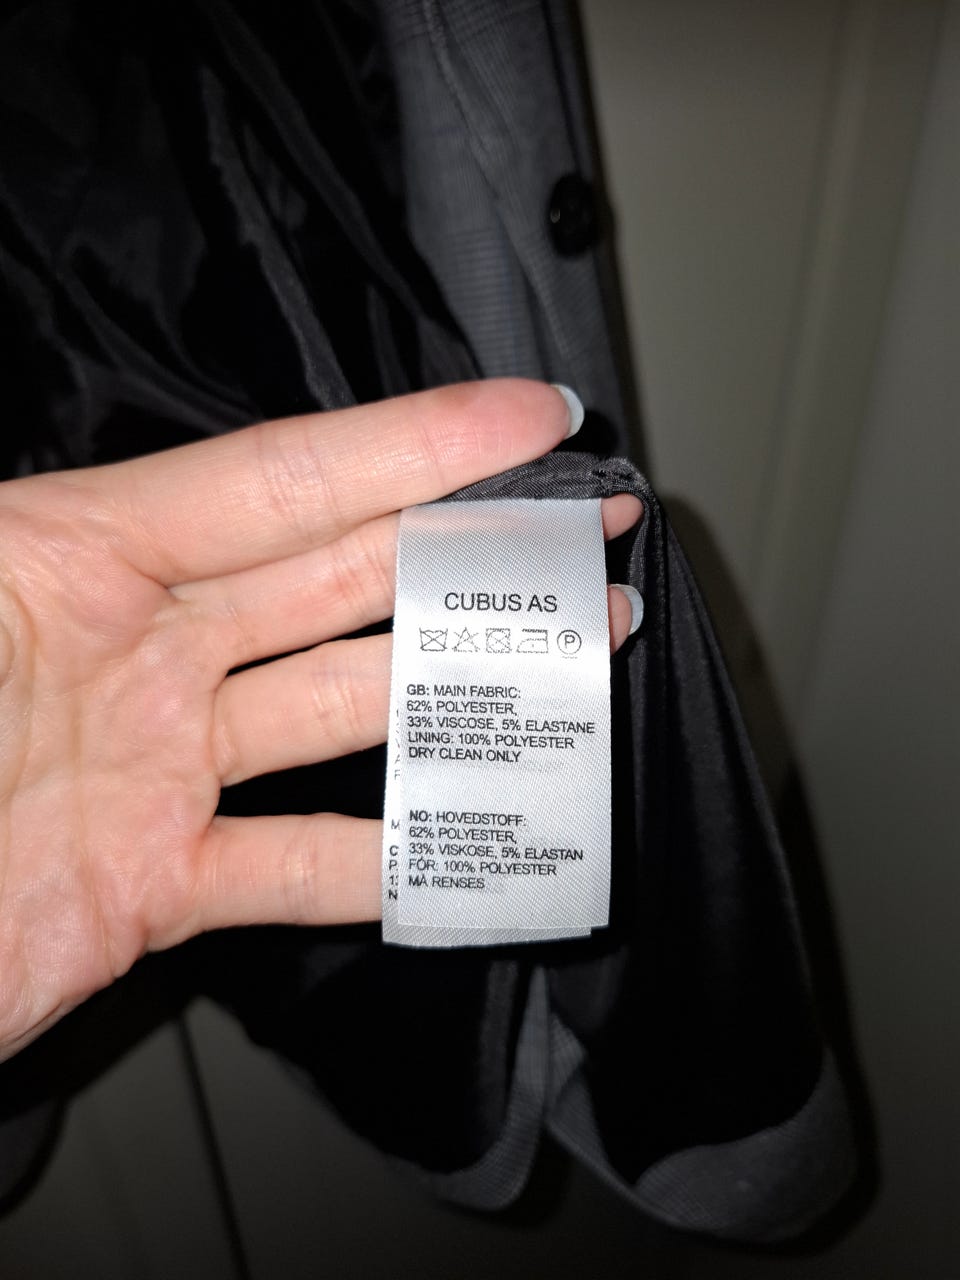 CUBUS AS
P
GB: MAIN FABRIC:
62% POLYESTER,
33% VISCOSE, 5% ELASTANE
LINING: 100% POLYESTER
DRY CLEAN ONLY
NO: HOVEDSTOFF:
62% POLYESTER,
33% VISKOSE, 5% ELASTAN
FÓR: 100% POLYESTER
MÅ RENSES